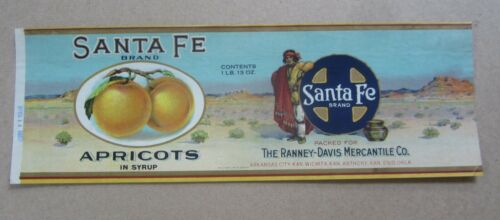 SANTA FE
BRAND
APRICOTS
IN SYRUP
CONTENTS
1 LB. 13 OZ.
Santa Fe
BRAND
PACKED FOR
THE RANNEY-DAVIS MERCANTILE CO.
ARKANSAS CITY, KAN. WICHITA, KAN. ANTHONY, KAN. ENID, OKLA.